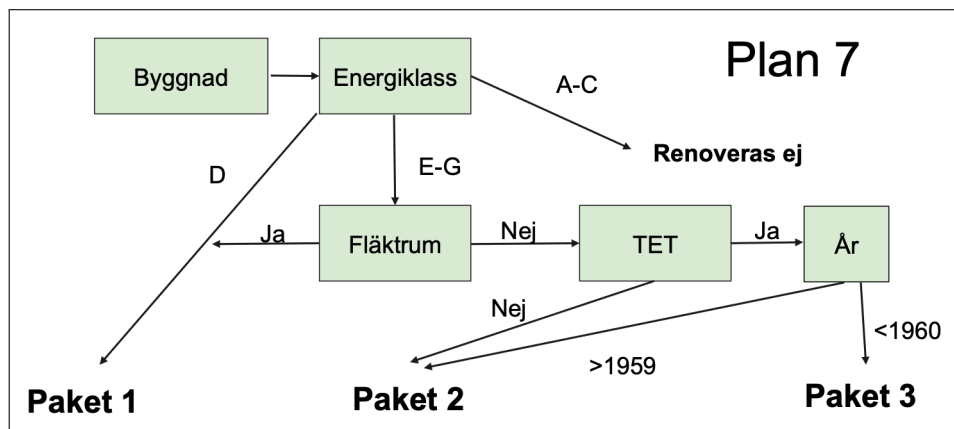 Plan 7
Byggnad
Energiklass
A-C
Renoveras ej
D
E-G
Ja
Fläktrum
Nej
TET
Ja
År
Nej
>1959
<1960
Paket 1
Paket 2
Paket 3